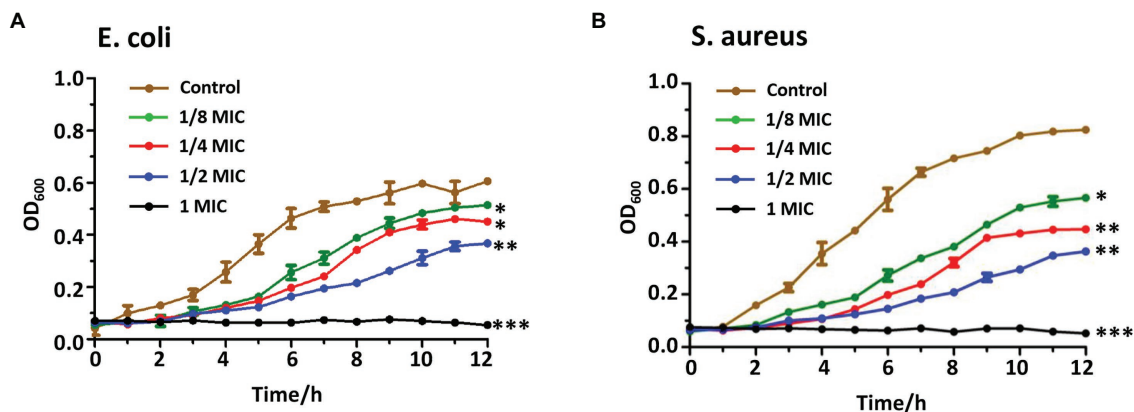 A
E. coli
1.0
0.8
0.6
0.4
0.2
0.0
OD600
Control
1/8 MIC
1/4 MIC
1/2 MIC
1 MIC
*
*
**
***
0 2 4 6 8 10 12
Time/h
B
S. aureus
1.0
0.8
0.6
0.4
0.2
0.0
OD600
Control
1/8 MIC
1/4 MIC
1/2 MIC
1 MIC
*
**
**
***
0 2 4 6 8 10 12
Time/h